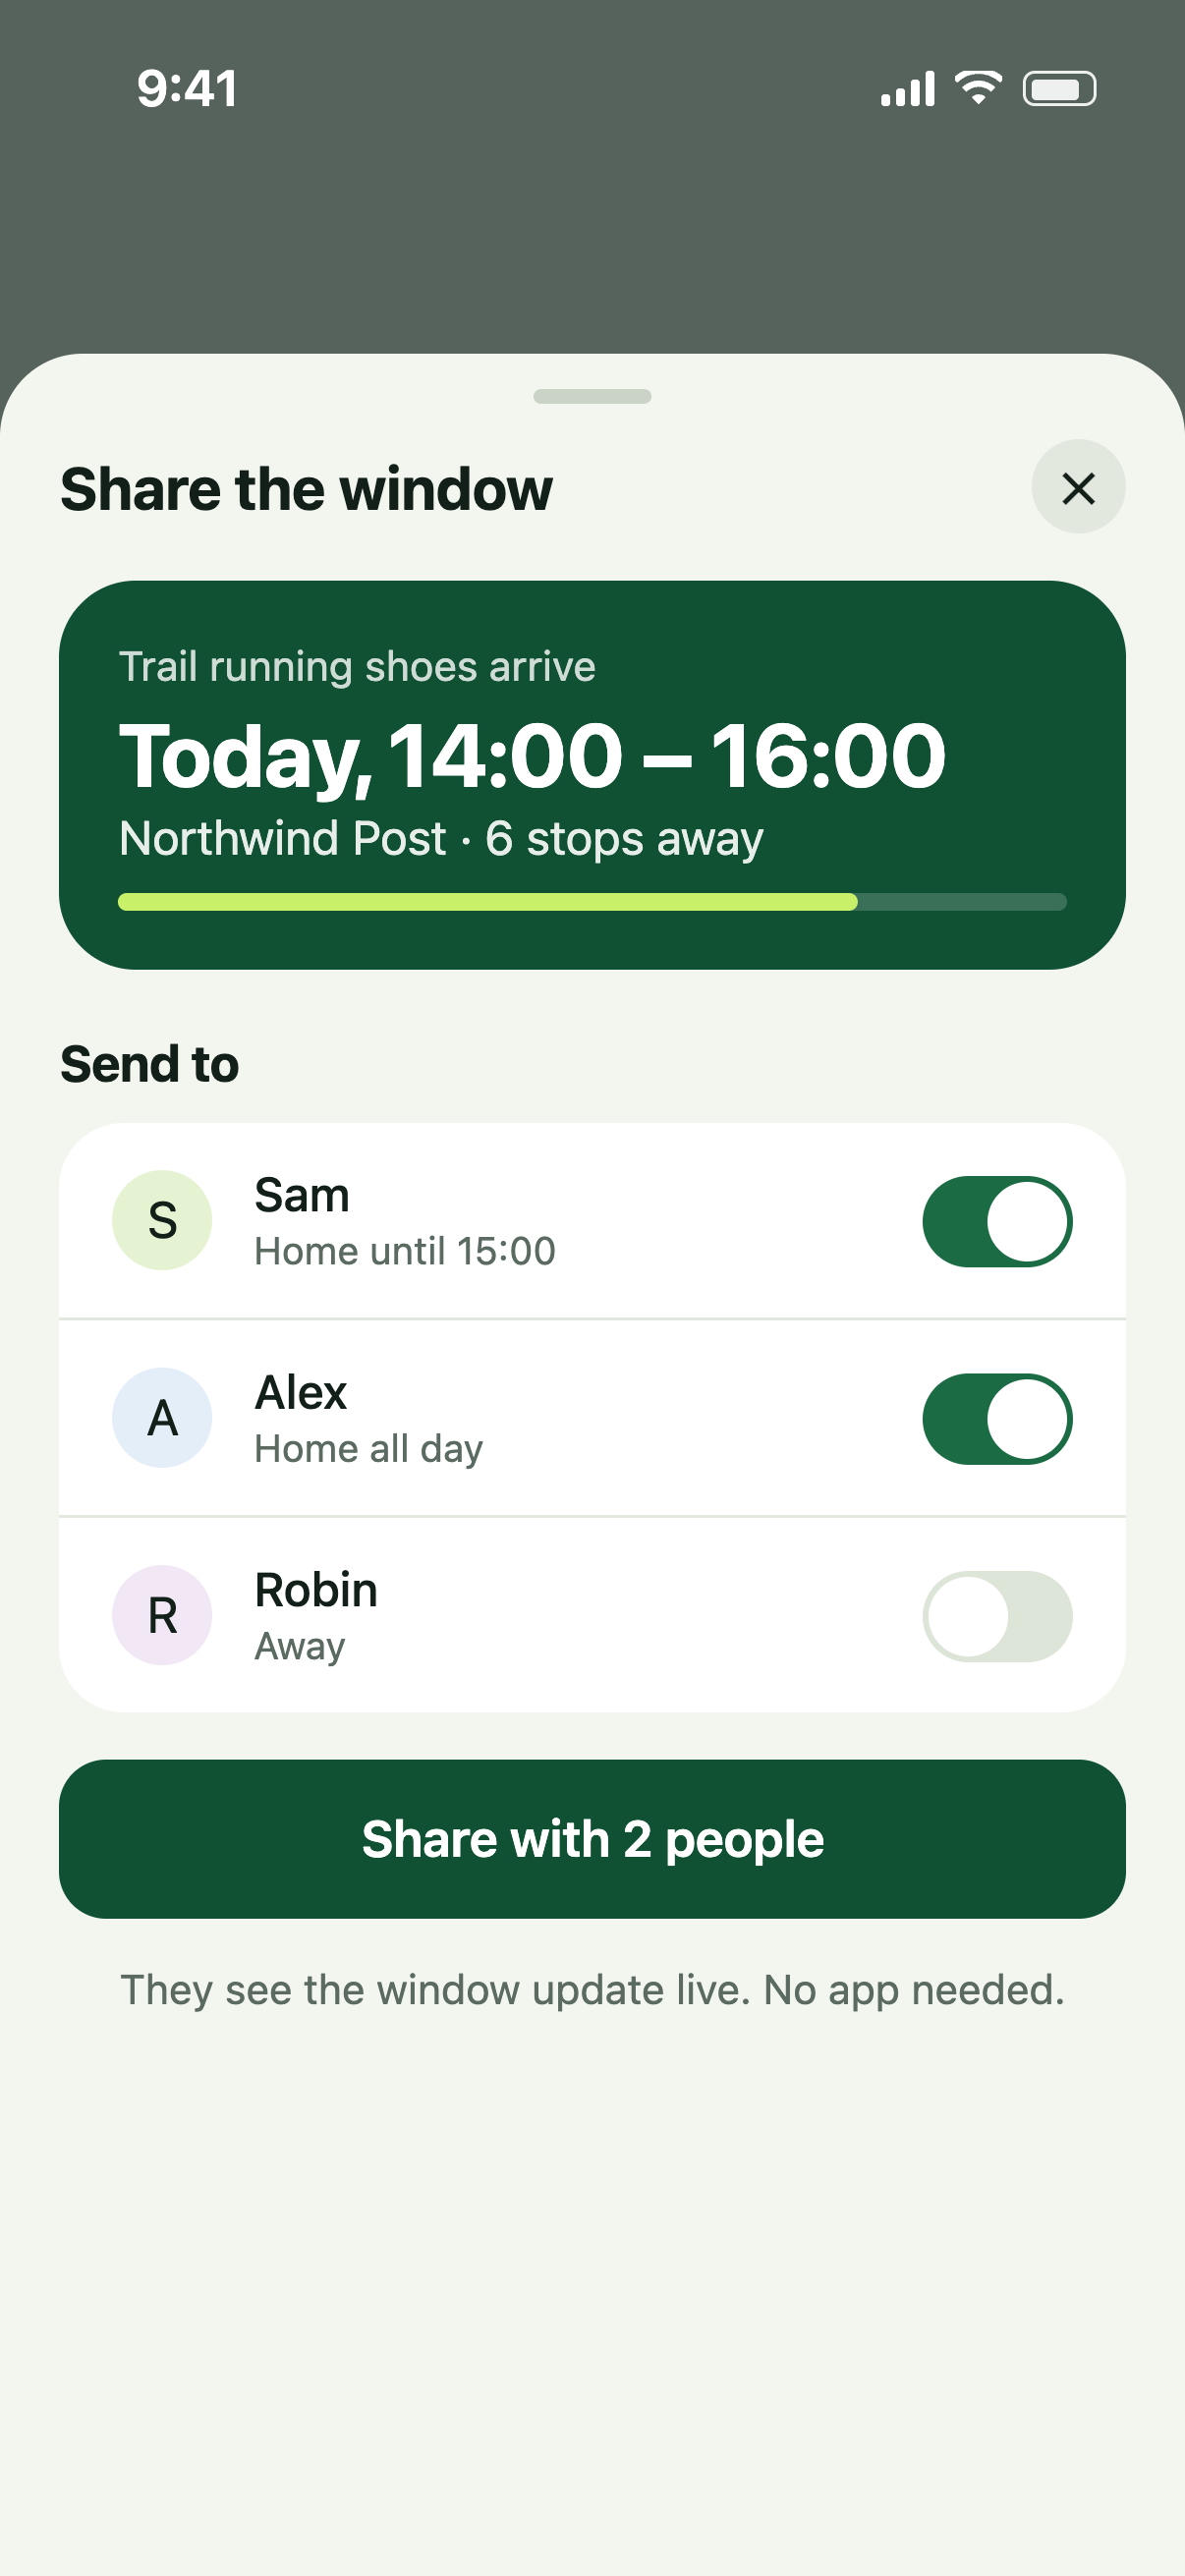 9:41
Share the window
Trail running shoes arrive
Today, 14:00 – 16:00
Northwind Post · 6 stops away
Send to
S
Sam
Home until 15:00
A
Alex
Home all day
R
Robin
Away
Share with 2 people
They see the window update live. No app needed.